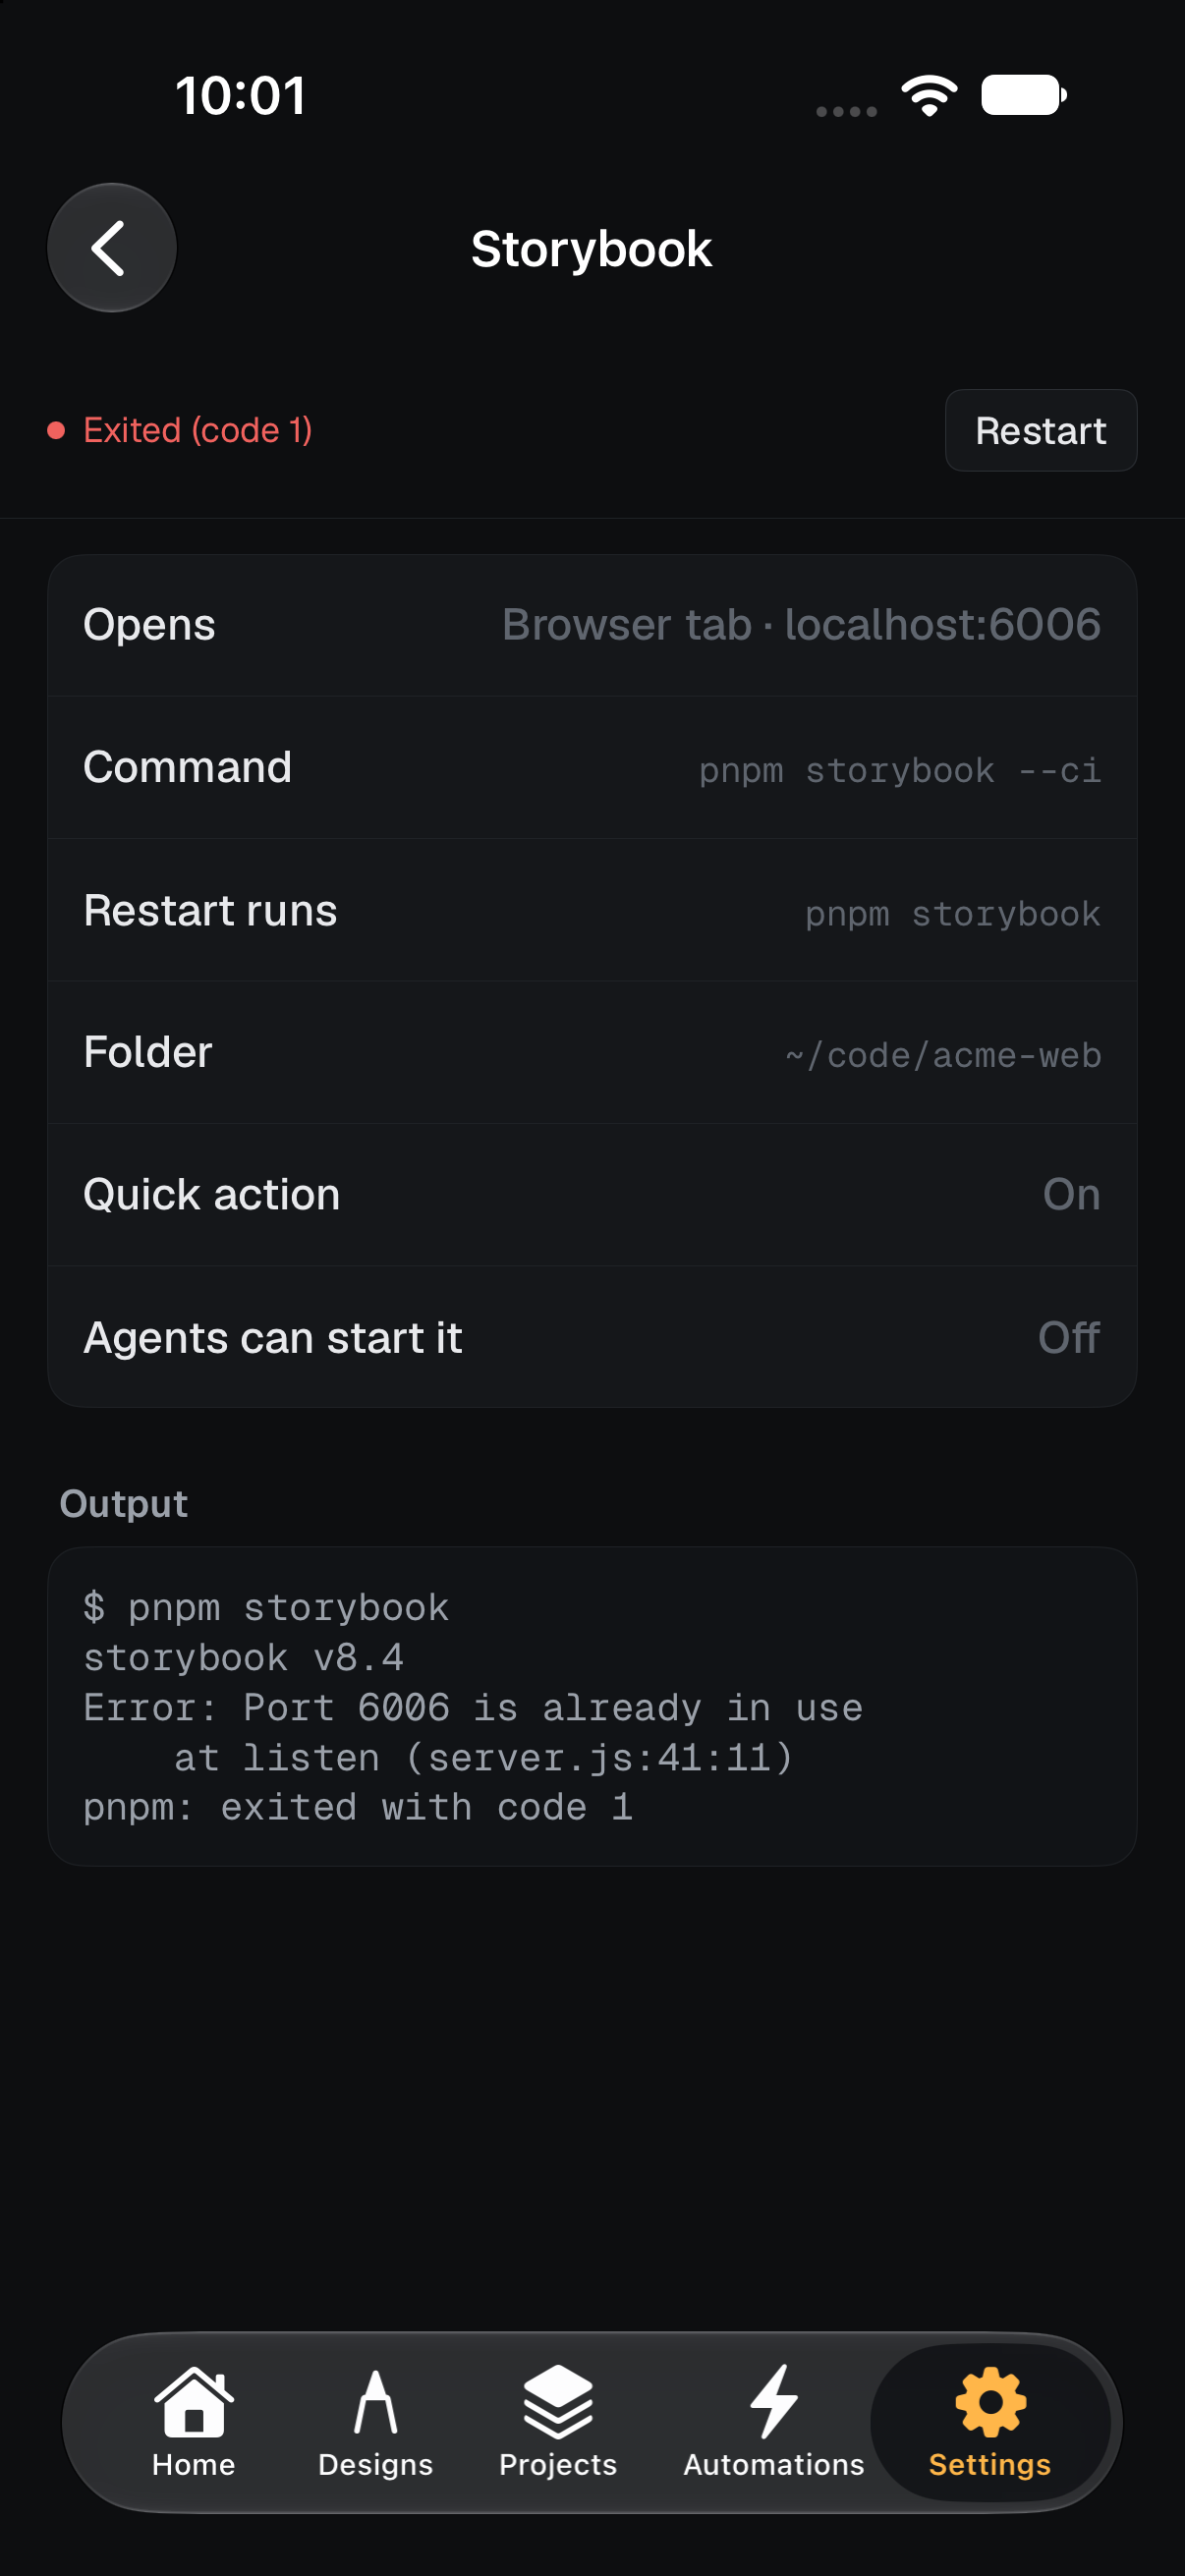 10:01
Storybook
Exited (code 1)
Restart
Opens
Browser tab · localhost:6006
Command
pnpm storybook --ci
Restart runs
pnpm storybook
Folder
~/code/acme-web
Quick action
On
Agents can start it
Off
Output
$ pnpm storybook
storybook v8.4
Error: Port 6006 is already in use
    at listen (server.js:41:11)
pnpm: exited with code 1
Home
Designs
Projects
Automations
Settings